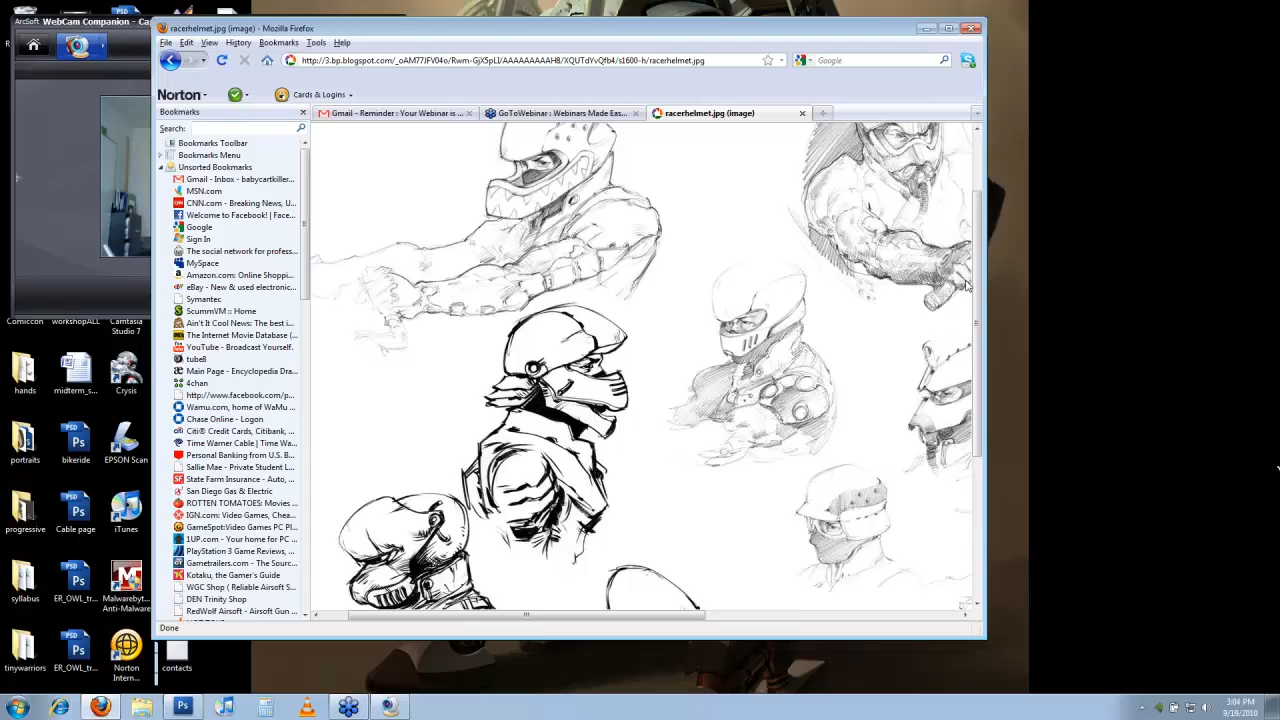 ArcSoft WebCam Companion - Ca
racerhelmet.jpg (image) - Mozilla Firefox
File Edit View History Bookmarks Tools Help
http://3.bp.blogspot.com/_oAM77JFV04o/Rwm-GjX5pLI/AAAAAAAAAH8/XQUTdYvQfb4/s1600-h/racerhelmet.jpg
Google
Norton Cards & Logins
Bookmarks
Gmail - Reminder : Your Webinar is ...
GoToWebinar : Webinars Made Eas...
racerhelmet.jpg (image)
Search:
Bookmarks Toolbar
Bookmarks Menu
Unsorted Bookmarks
Gmail - Inbox - babycartkiller...
MSN.com
CNN.com - Breaking News, U...
Welcome to Facebook! | Face...
Google
Sign In
The social network for profess...
MySpace
Amazon.com: Online Shoppi...
eBay - New & used electronic...
Symantec
ScummVM :: Home
Ain't It Cool News: The best i...
The Internet Movie Database (...
YouTube - Broadcast Yourself.
tube8
Main Page - Encyclopedia Dra...
4chan
http://www.facebook.com/p...
Wamu.com, home of WaMu ...
Chase Online - Logon
Citi® Credit Cards, Citibank, ...
Time Warner Cable | Time Wa...
Personal Banking from U.S. B...
Sallie Mae - Private Student L...
State Farm Insurance - Auto, ...
San Diego Gas & Electric
ROTTEN TOMATOES: Movies ...
IGN.com: Video Games, Chea...
GameSpot:Video Games PC Pl...
1UP.com - Your home for PC ...
PlayStation 3 Game Reviews, ...
Gametrailers.com - The Sourc...
Kotaku, the Gamer's Guide
WGC Shop ( Reliable Airsoft ...
DEN Trinity Shop
RedWolf Airsoft - Airsoft Gun ...
Done
Comiccon
workshopALL
Camtasia Studio 7
hands
midterm_s...
Crysis
portraits
bikeride
EPSON Scan
progressive
Cable page
iTunes
syllabus
ER_OWL_tr...
Malwarebyt... Anti-Malware
tinywarriors
ER_OWL_tr...
Norton Intern...
contacts
3:04 PM
9/19/2010